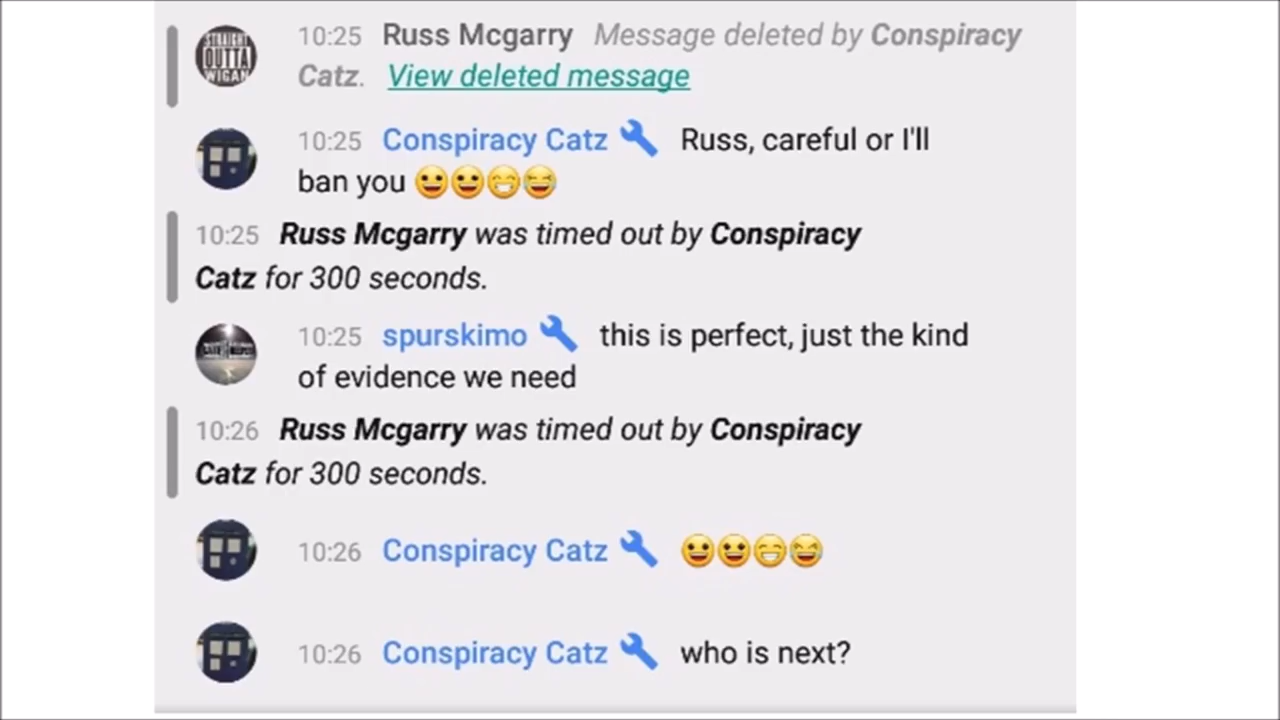 STRAIGHT
OUTTA
WIGAN
10:25 Russ Mcgarry Message deleted by Conspiracy
Catz. View deleted message
10:25 Conspiracy Catz Russ, careful or I'll
ban you 😀😀😁😂
10:25 Russ Mcgarry was timed out by Conspiracy
Catz for 300 seconds.
10:25 spurskimo this is perfect, just the kind
of evidence we need
10:26 Russ Mcgarry was timed out by Conspiracy
Catz for 300 seconds.
10:26 Conspiracy Catz 😀😀😁😂
10:26 Conspiracy Catz who is next?